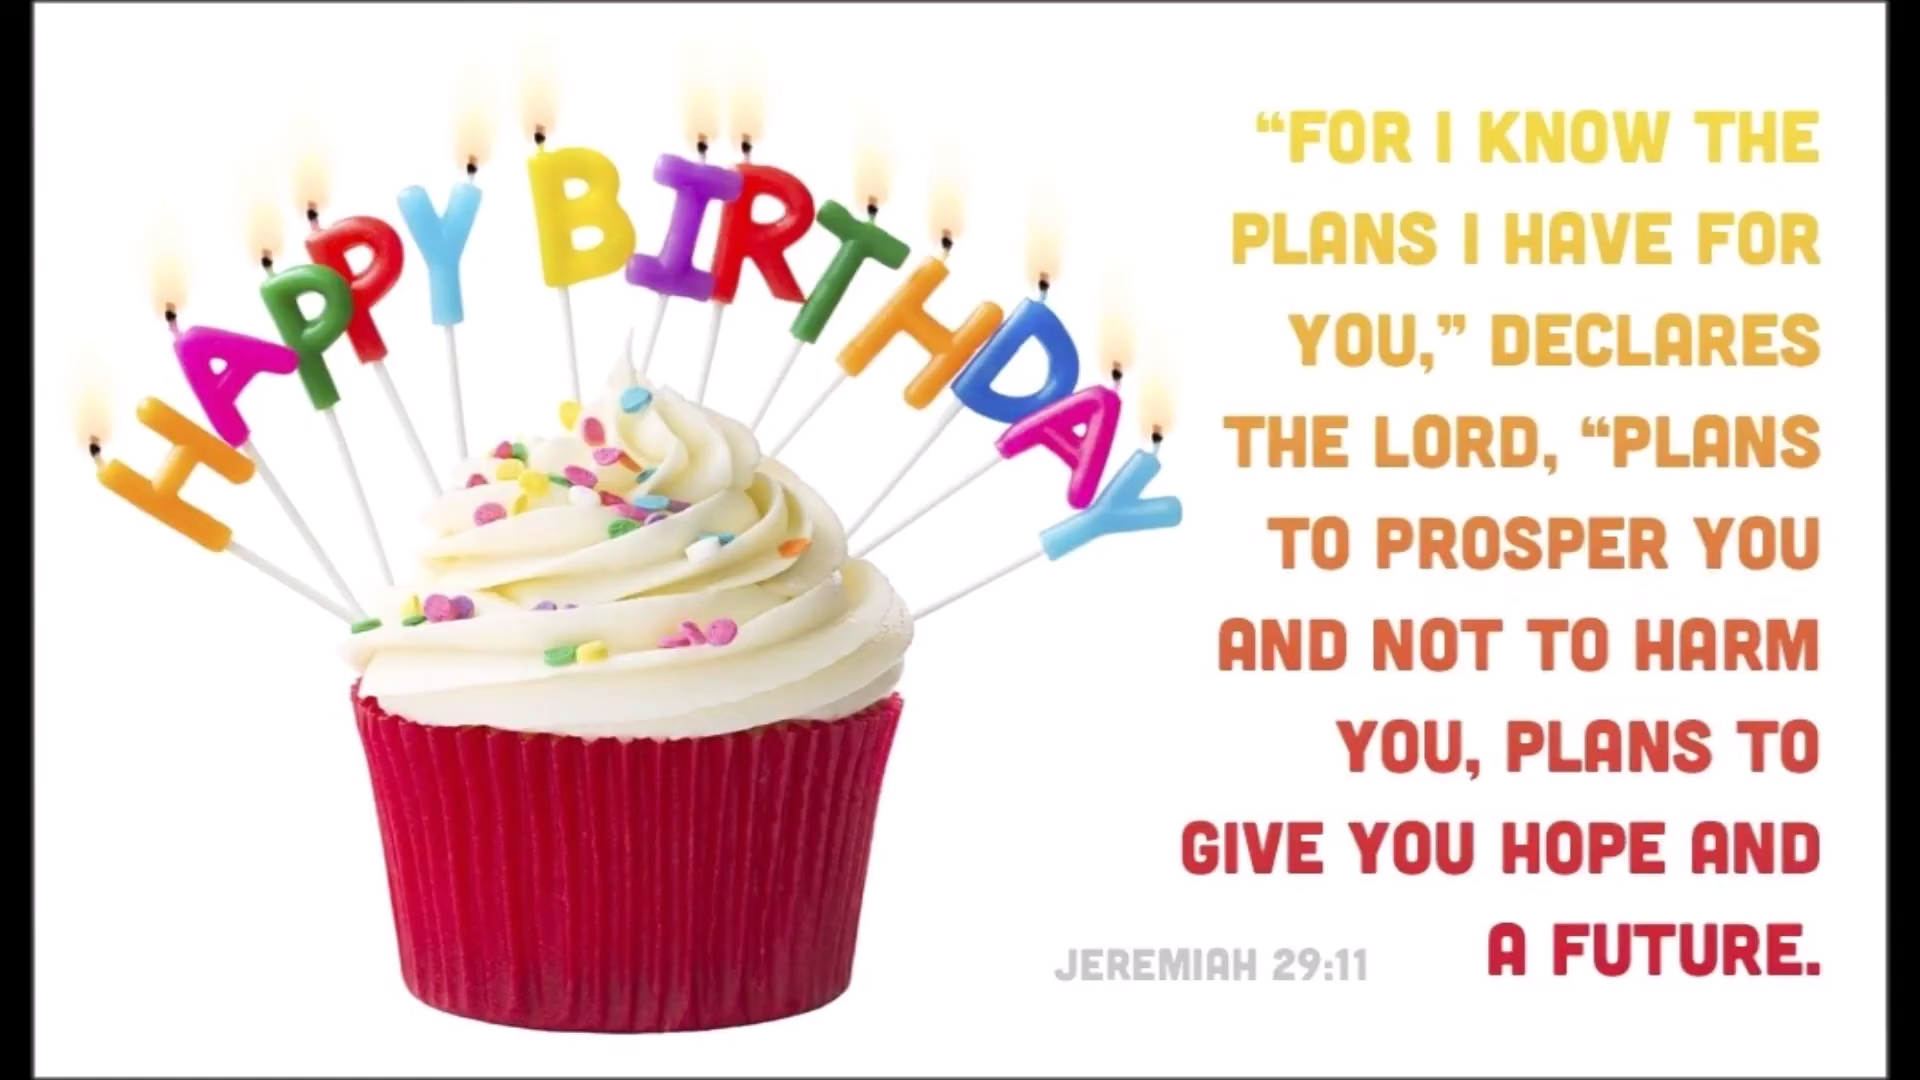 HAPPY BIRTHDAY
“FOR I KNOW THE
PLANS I HAVE FOR
YOU,” DECLARES
THE LORD, “PLANS
TO PROSPER YOU
AND NOT TO HARM
YOU, PLANS TO
GIVE YOU HOPE AND
A FUTURE.
JEREMIAH 29:11